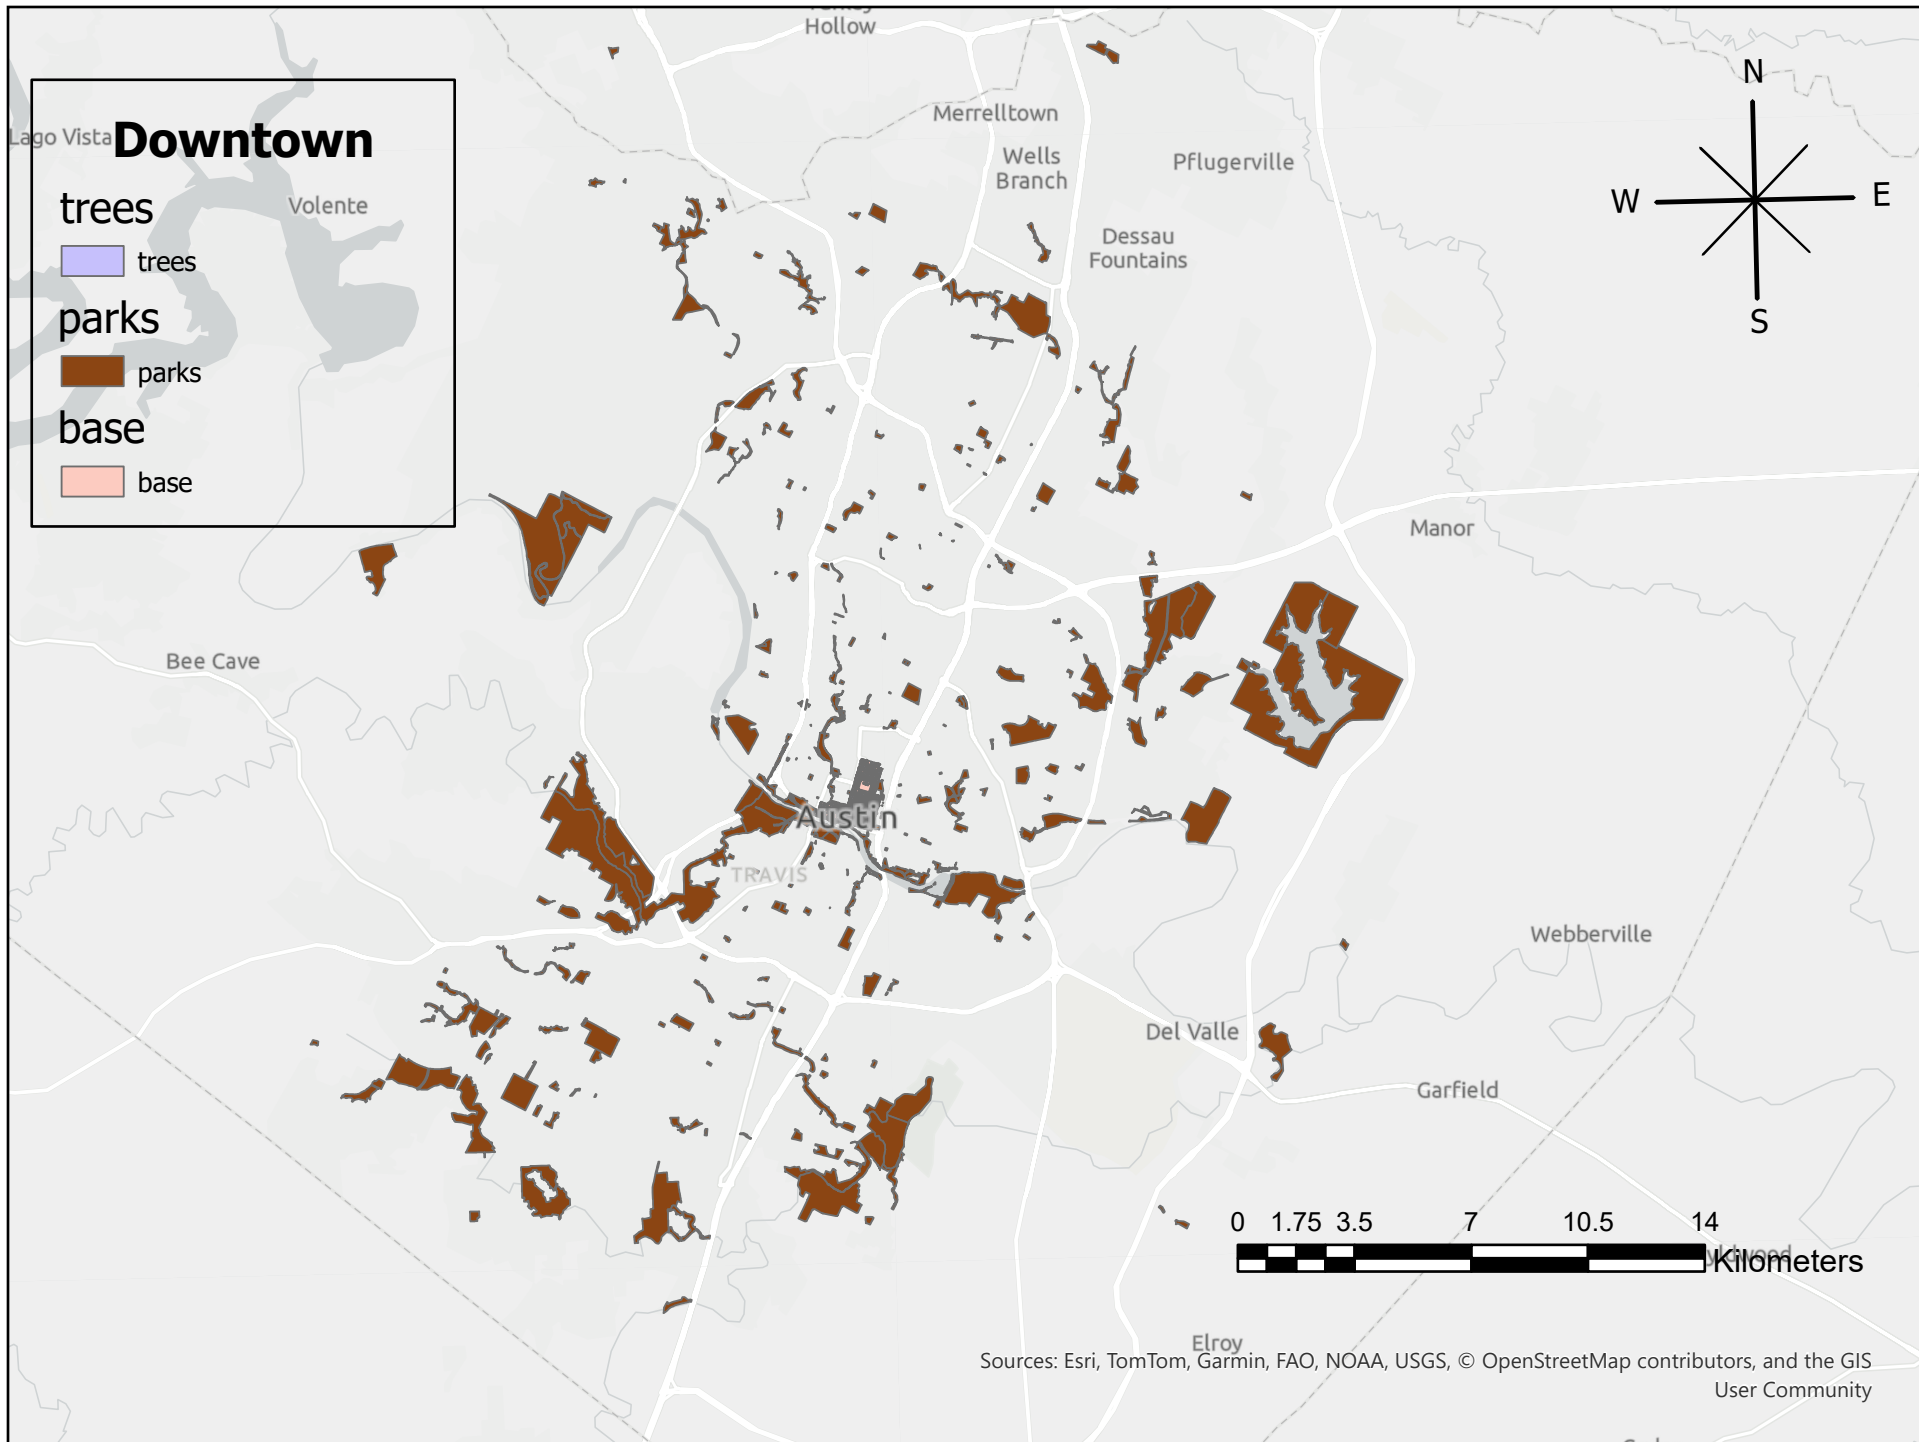 Hollow
Lago Vista
Downtown
Volente
trees
trees
parks
parks
base
base
Merrelltown
Wells
Branch
Pflugerville
Dessau
Fountains
N
W
E
S
Manor
Bee Cave
Austin
TRAVIS
Webberville
Del Valle
Garfield
0 1.75 3.5 7 10.5 14
Kilometers
Elroy
Sources: Esri, TomTom, Garmin, FAO, NOAA, USGS, © OpenStreetMap contributors, and the GIS
User Community